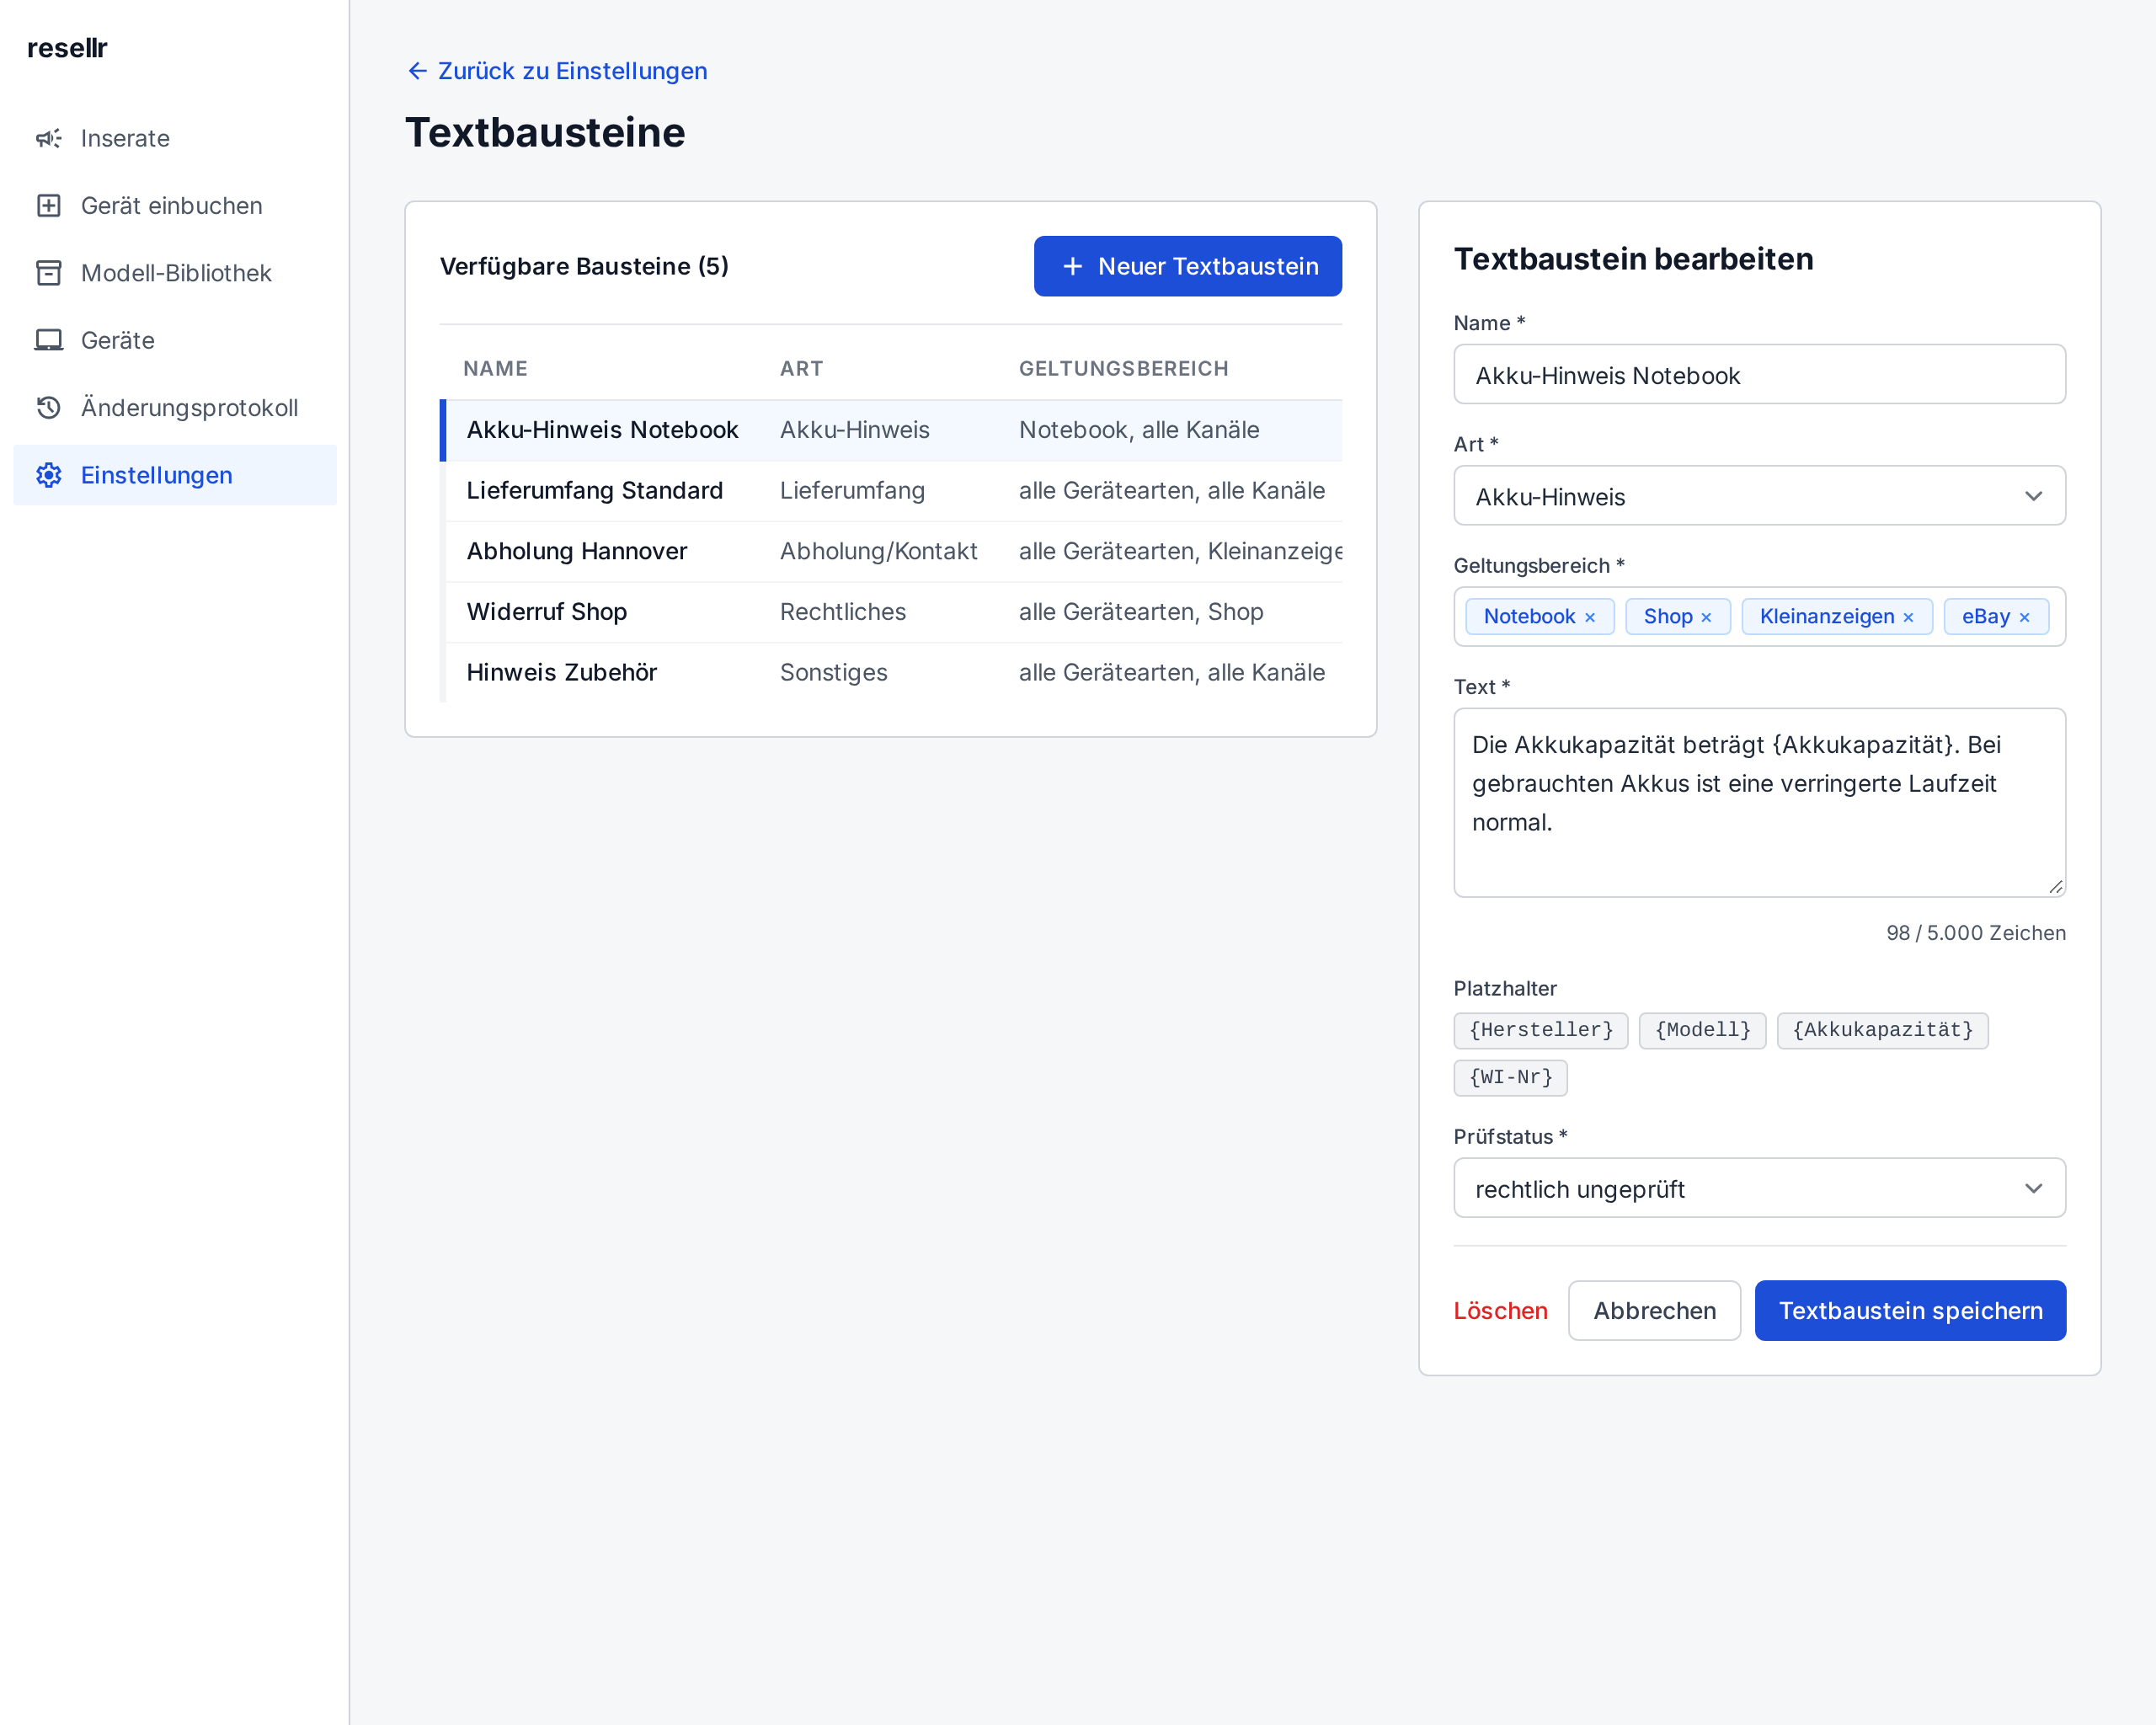 resellr
Inserate
Gerät einbuchen
Modell-Bibliothek
Geräte
Änderungsprotokoll
Einstellungen
← Zurück zu Einstellungen
Textbausteine
Verfügbare Bausteine (5)
+ Neuer Textbaustein
NAME ART GELTUNGSBEREICH
Akku-Hinweis Notebook Akku-Hinweis Notebook, alle Kanäle
Lieferumfang Standard Lieferumfang alle Gerätearten, alle Kanäle
Abholung Hannover Abholung/Kontakt alle Gerätearten, Kleinanzeige
Widerruf Shop Rechtliches alle Gerätearten, Shop
Hinweis Zubehör Sonstiges alle Gerätearten, alle Kanäle
Textbaustein bearbeiten
Name *
Akku-Hinweis Notebook
Art *
Akku-Hinweis
Geltungsbereich *
Notebook × Shop × Kleinanzeigen × eBay ×
Text *
Die Akkukapazität beträgt {Akkukapazität}. Bei
gebrauchten Akkus ist eine verringerte Laufzeit
normal.
98 / 5.000 Zeichen
Platzhalter
{Hersteller} {Modell} {Akkukapazität}
{WI-Nr}
Prüfstatus *
rechtlich ungeprüft
Löschen Abbrechen Textbaustein speichern